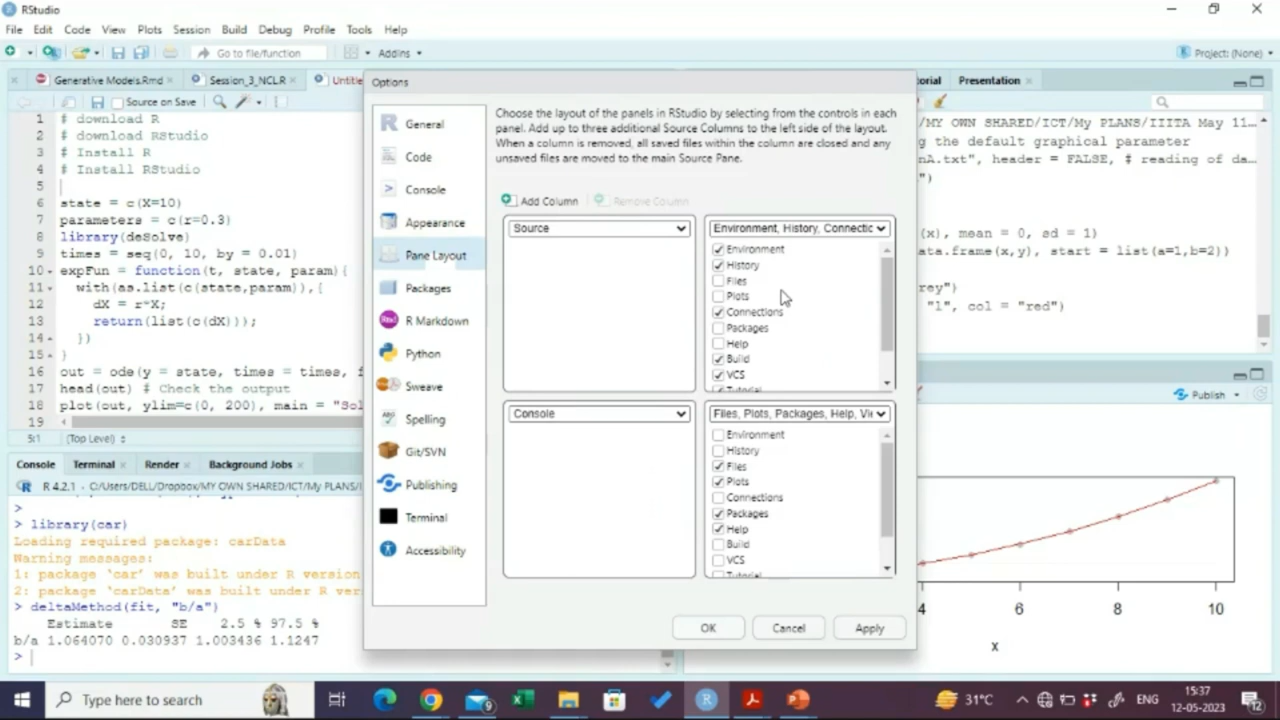 RStudio
File Edit Code View Plots Session Build Debug Profile Tools Help
Go to file/function Addins Project: (None)
Generative Models.Rmd Session_3_NCLR Untitle
Source on Save
1 # download R
2 # download RStudio
3 # Install R
4 # Install RStudio
5
6 state = c(X=10)
7 parameters = c(r=0.3)
8 library(deSolve)
9 times = seq(0, 10, by = 0.01)
10 expFun = function(t, state, param){
11 with(as.list(c(state,param)),{
12 dX = r*X;
13 return(list(c(dX)));
14 })
15 }
16 out = ode(y = state, times = times, f
17 head(out) # Check the output
18 plot(out, ylim=c(0, 200), main = "Sol
19
5:1 (Top Level)
Console Terminal Render Background Jobs
R 4.2.1 · C:/Users/DELL/Dropbox/MY OWN SHARED/ICT/My PLANS/I
>
> library(car)
Loading required package: carData
Warning messages:
1: package ‘car’ was built under R version
2: package ‘carData’ was built under R ver
> deltaMethod(fit, "b/a")
Estimate SE 2.5 % 97.5 %
b/a 1.064070 0.030937 1.003436 1.1247
>
Options
General
Code
Console
Appearance
Pane Layout
Packages
R Markdown
Python
Sweave
Spelling
Git/SVN
Publishing
Terminal
Accessibility
Choose the layout of the panels in RStudio by selecting from the controls in each
panel. Add up to three additional Source Columns to the left side of the layout.
When a column is removed, all saved files within the column are closed and any
unsaved files are moved to the main Source Pane.
Add Column Remove Column
Source
Environment, History, Connectic
Environment
History
Files
Plots
Connections
Packages
Help
Build
VCS
Tutorial
Console
Files, Plots, Packages, Help, Vie
Environment
History
Files
Plots
Connections
Packages
Help
Build
VCS
Tutorial
OK Cancel Apply
orial Presentation
/MY OWN SHARED/ICT/My PLANS/IIITA May 11...
g the default graphical parameter
nA.txt", header = FALSE, # reading of da...
")
(x), mean = 0, sd = 1)
ata.frame(x,y), start = list(a=1,b=2))
rey")
"l", col = "red")
Publish
4 6 8 10
x
Type here to search
9
31°C ENG 15:37
12-05-2023
12